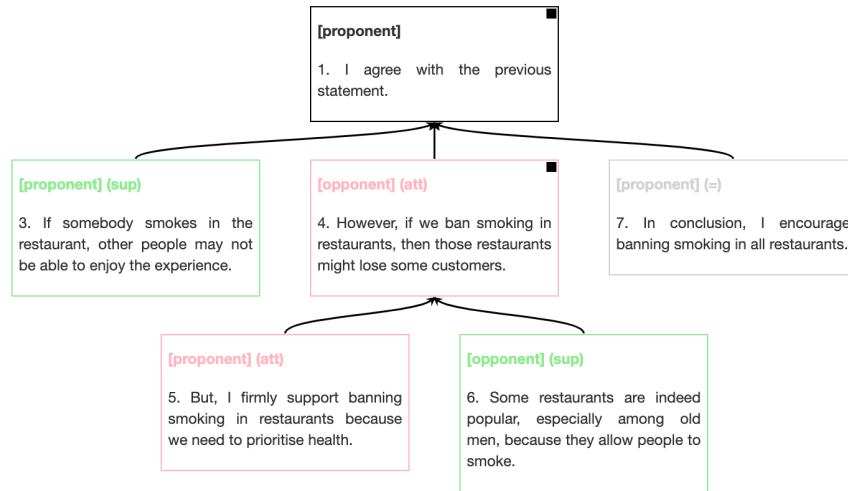 [proponent]
1. I agree with the previous
statement.
[proponent] (sup)
3. If somebody smokes in the
restaurant, other people may not
be able to enjoy the experience.
[opponent] (att)
4. However, if we ban smoking in
restaurants, then those restaurants
might lose some customers.
[proponent] (=)
7. In conclusion, I encourage
banning smoking in all restaurants.
[proponent] (att)
5. But, I firmly support banning
smoking in restaurants because
we need to prioritise health.
[opponent] (sup)
6. Some restaurants are indeed
popular, especially among old
men, because they allow people to
smoke.